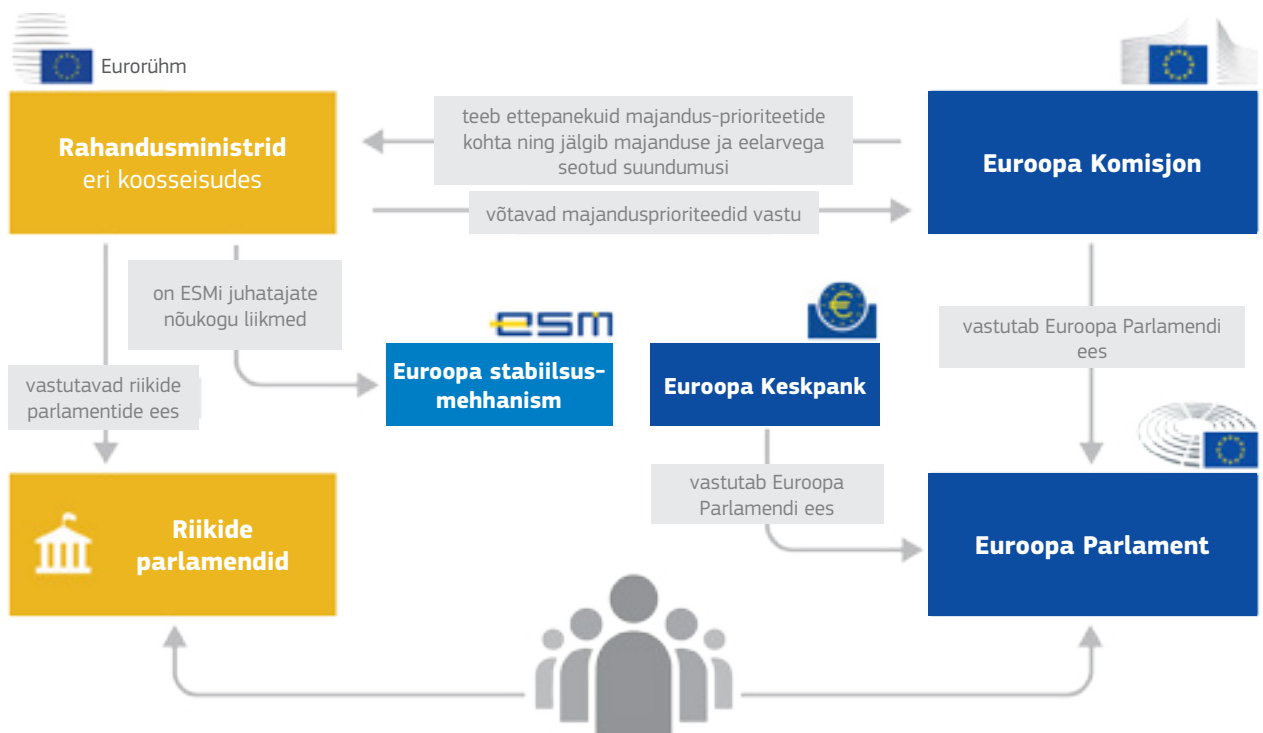 Eurorühm
Rahandusministrid
eri koosseisudes
teeb ettepanekuid majandus-prioriteetide
kohta ning jälgib majanduse ja eelarvega
seotud suundumusi
võtavad majandusprioriteedid vastu
Euroopa Komisjon
on ESMi juhatajate
nõukogu liikmed
vastutavad riikide
parlamentide ees
esm
Euroopa stabiilsus-
mehhanism
€
Euroopa Keskpank
vastutab Euroopa Parlamendi
ees
vastutab Euroopa
Parlamendi ees
Riikide
parlamendid
Euroopa Parlament